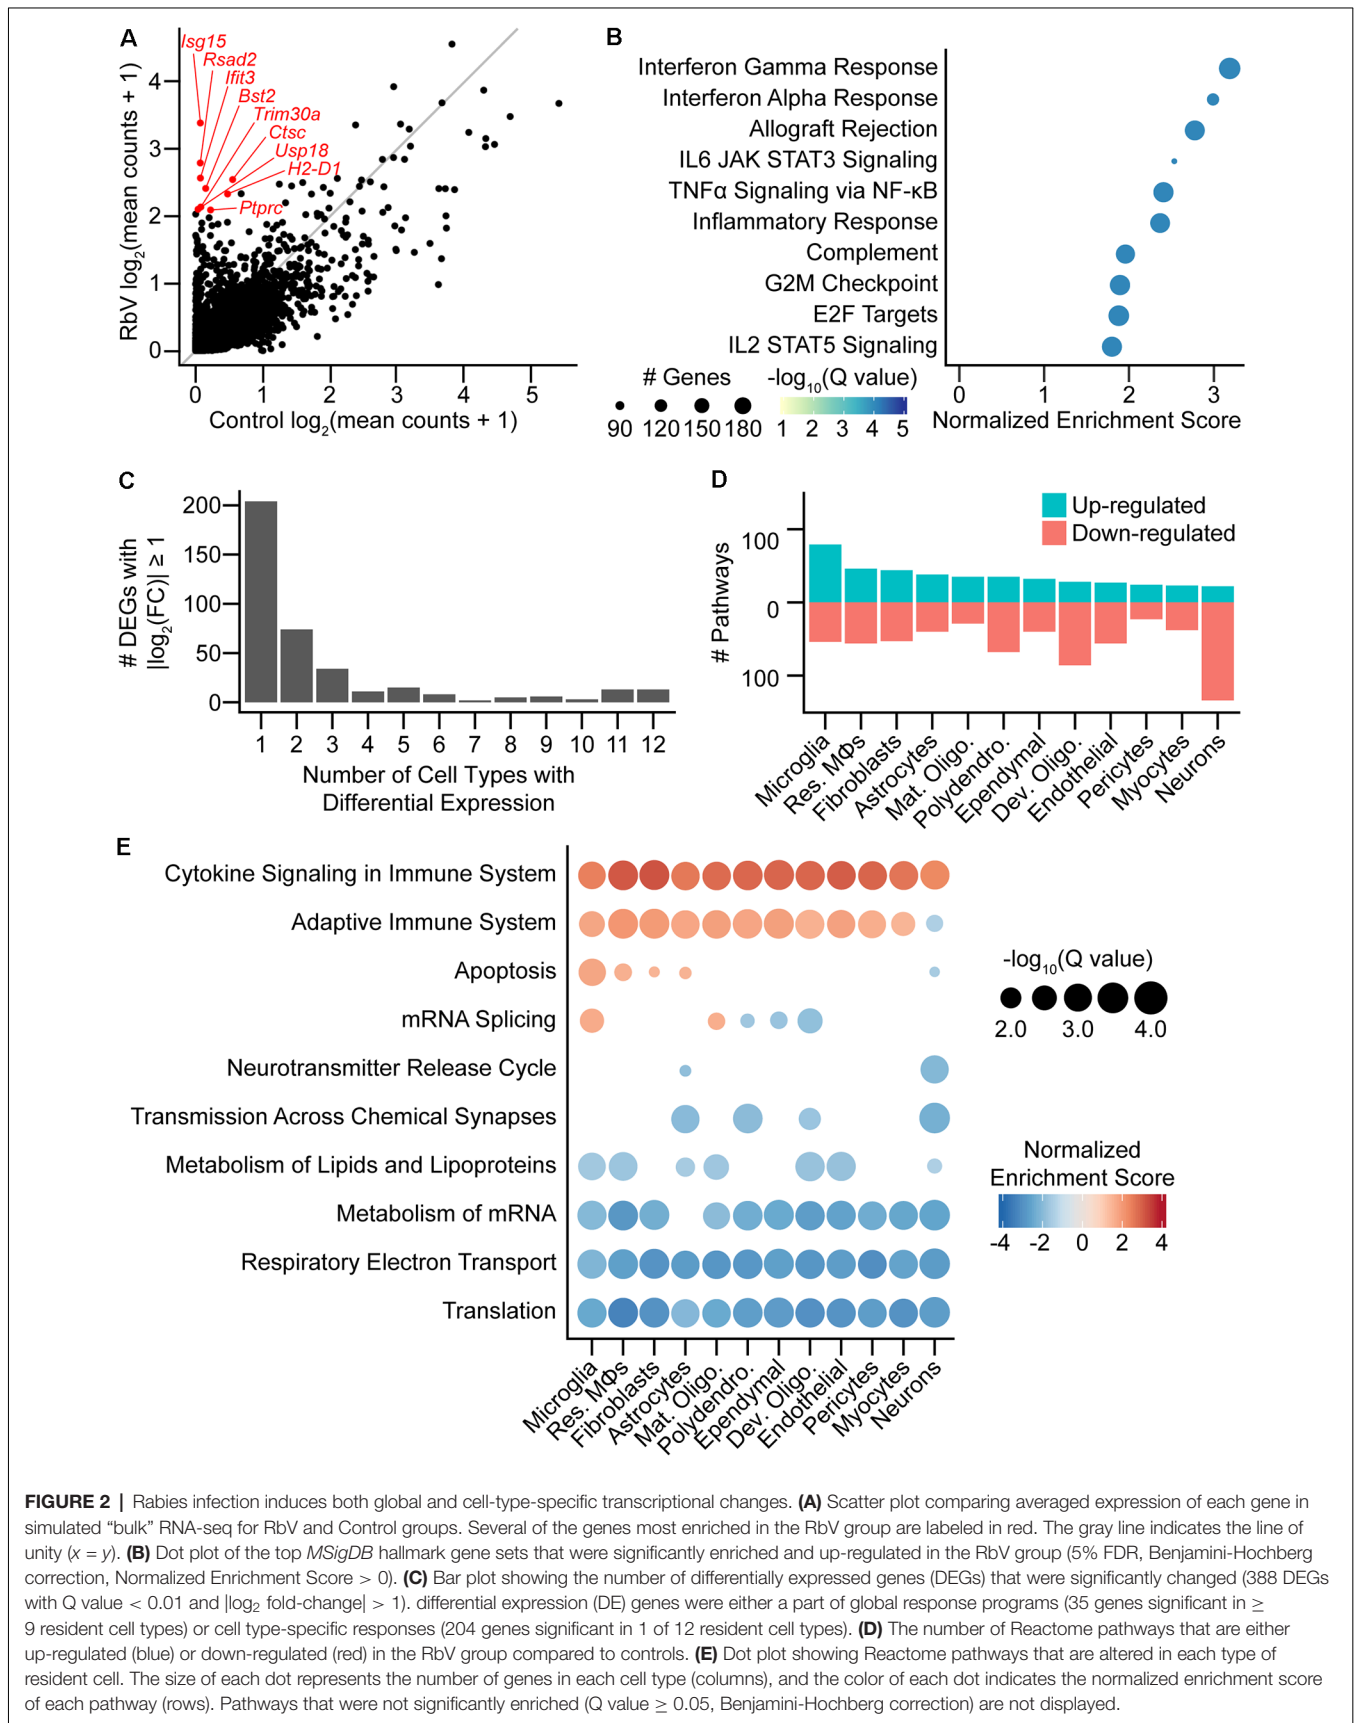 A
Isg15
Rsad2
Ifit3
Bst2
Trim30a
Ctsc
Usp18
H2-D1
Ptprc
RbV log2(mean counts + 1)
4
3
2
1
0
0 1 2 3 4 5
Control log2(mean counts + 1)
B
Interferon Gamma Response
Interferon Alpha Response
Allograft Rejection
IL6 JAK STAT3 Signaling
TNFα Signaling via NF-κB
Inflammatory Response
Complement
G2M Checkpoint
E2F Targets
IL2 STAT5 Signaling
# Genes
90 120 150 180
-log10(Q value)
1 2 3 4 5
0 1 2 3
Normalized Enrichment Score
C
# DEGs with
|log2(FC)| ≥ 1
200
150
100
50
0
1 2 3 4 5 6 7 8 9 10 11 12
Number of Cell Types with
Differential Expression
D
Up-regulated
Down-regulated
# Pathways
100
0
100
Microglia
Res. MΦs
Fibroblasts
Astrocytes
Mat. Oligo.
Polydendro.
Ependymal
Dev. Oligo.
Endothelial
Pericytes
Myocytes
Neurons
E
Cytokine Signaling in Immune System
Adaptive Immune System
Apoptosis
mRNA Splicing
Neurotransmitter Release Cycle
Transmission Across Chemical Synapses
Metabolism of Lipids and Lipoproteins
Metabolism of mRNA
Respiratory Electron Transport
Translation
Microglia
Res. MΦs
Fibroblasts
Astrocytes
Mat. Oligo.
Polydendro.
Ependymal
Dev. Oligo.
Endothelial
Pericytes
Myocytes
Neurons
-log10(Q value)
2.0 3.0 4.0
Normalized
Enrichment Score
-4 -2 0 2 4
FIGURE 2 | Rabies infection induces both global and cell-type-specific transcriptional changes. (A) Scatter plot comparing averaged expression of each gene in
simulated “bulk” RNA-seq for RbV and Control groups. Several of the genes most enriched in the RbV group are labeled in red. The gray line indicates the line of
unity (x = y). (B) Dot plot of the top MSigDB hallmark gene sets that were significantly enriched and up-regulated in the RbV group (5% FDR, Benjamini-Hochberg
correction, Normalized Enrichment Score > 0). (C) Bar plot showing the number of differentially expressed genes (DEGs) that were significantly changed (388 DEGs
with Q value < 0.01 and |log2 fold-change| > 1). differential expression (DE) genes were either a part of global response programs (35 genes significant in ≥
9 resident cell types) or cell type-specific responses (204 genes significant in 1 of 12 resident cell types). (D) The number of Reactome pathways that are either
up-regulated (blue) or down-regulated (red) in the RbV group compared to controls. (E) Dot plot showing Reactome pathways that are altered in each type of
resident cell. The size of each dot represents the number of genes in each cell type (columns), and the color of each dot indicates the normalized enrichment score
of each pathway (rows). Pathways that were not significantly enriched (Q value ≥ 0.05, Benjamini-Hochberg correction) are not displayed.